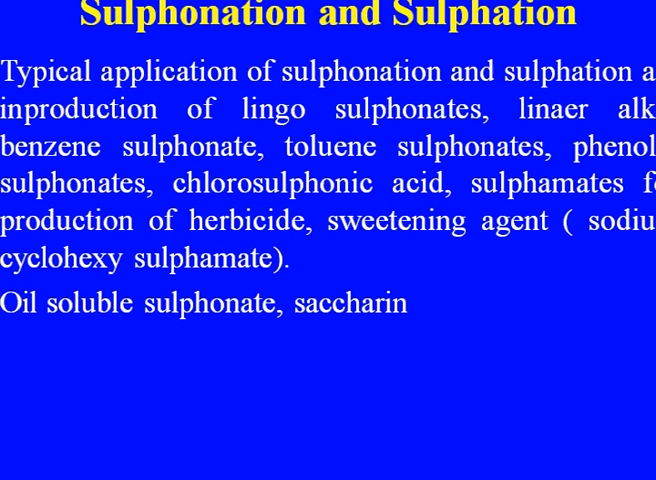 Sulphonation and Sulphation
Typical application of sulphonation and sulphation a
inproduction of lingo sulphonates, linaer alk
benzene sulphonate, toluene sulphonates, phenol
sulphonates, chlorosulphonic acid, sulphamates f
production of herbicide, sweetening agent ( sodiu
cyclohexy sulphamate).
Oil soluble sulphonate, saccharin